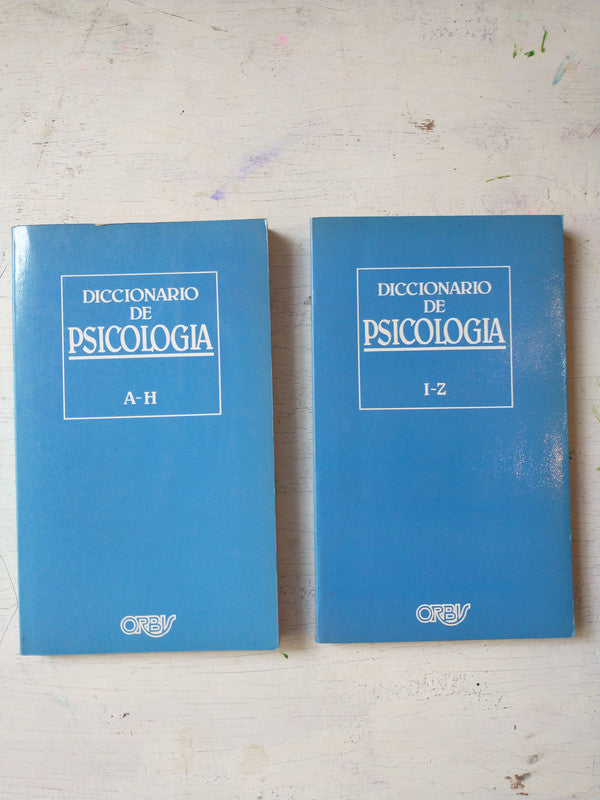 DICCIONARIO
DE
PSICOLOGIA
A-H
ORBIS
DICCIONARIO
DE
PSICOLOGIA
I-Z
ORBIS